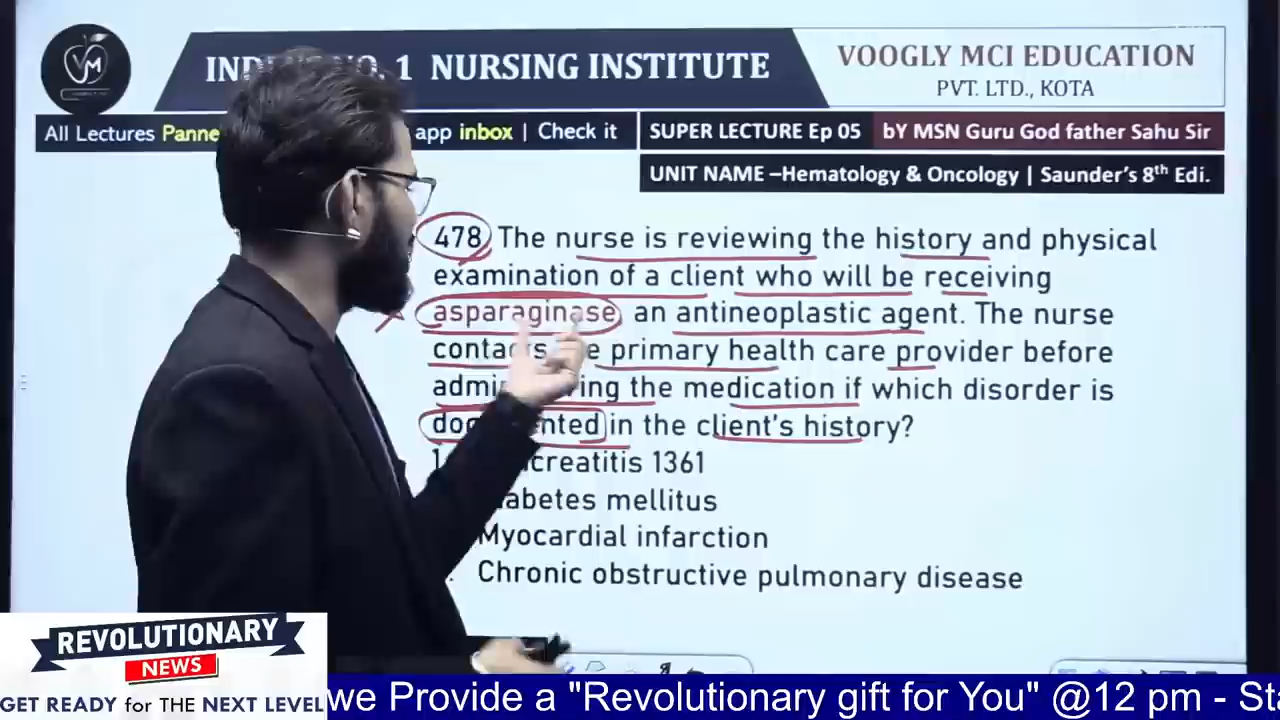 VM
INDIA'S NO. 1 NURSING INSTITUTE
VOOGLY MCI EDUCATION
PVT. LTD., KOTA
All Lectures Panne app inbox | Check it
SUPER LECTURE Ep 05 bY MSN Guru God father Sahu Sir
UNIT NAME –Hematology & Oncology | Saunder's 8th Edi.
478 The nurse is reviewing the history and physical
examination of a client who will be receiving
asparaginase an antineoplastic agent. The nurse
contacts the primary health care provider before
administering the medication if which disorder is
documented in the client's history?
1. Pancreatitis 1361
Diabetes mellitus
Myocardial infarction
Chronic obstructive pulmonary disease
REVOLUTIONARY
NEWS
GET READY for THE NEXT LEVEL
we Provide a "Revolutionary gift for You" @12 pm - St